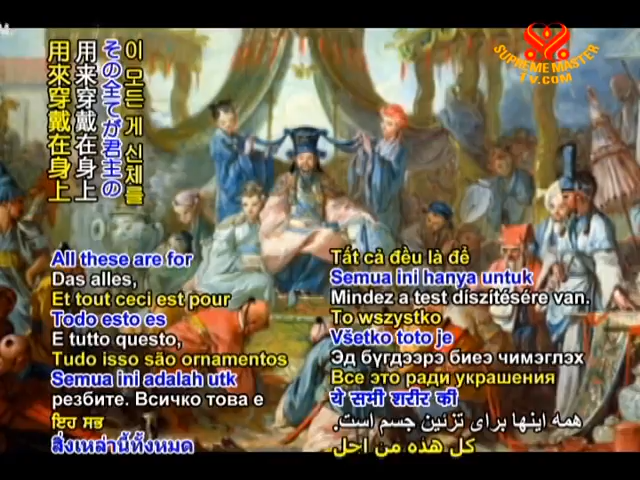 SUPREME MASTER
TV.COM
이 모든 게 신체를
その全てが君主の
用来穿戴在身上
用來穿戴在身上
All these are for
Das alles,
Et tout ceci est pour
Todo esto es
E tutto questo,
Tudo isso são ornamentos
Semua ini adalah utk
резбите. Всичко това е
ਇਹ ਸਭ
สิ่งเหล่านี้ทั้งหมด
Tất cả đều là để
Semua ini hanya untuk
Mindez a test díszítésére van.
To wszystko
Všetko toto je
Эд бүгдээрэ биеэ чимэглэх
Все это ради украшения
ये सभी शरीर की
همه اینها برای تزئین جسم است.
كل هذه من اجل